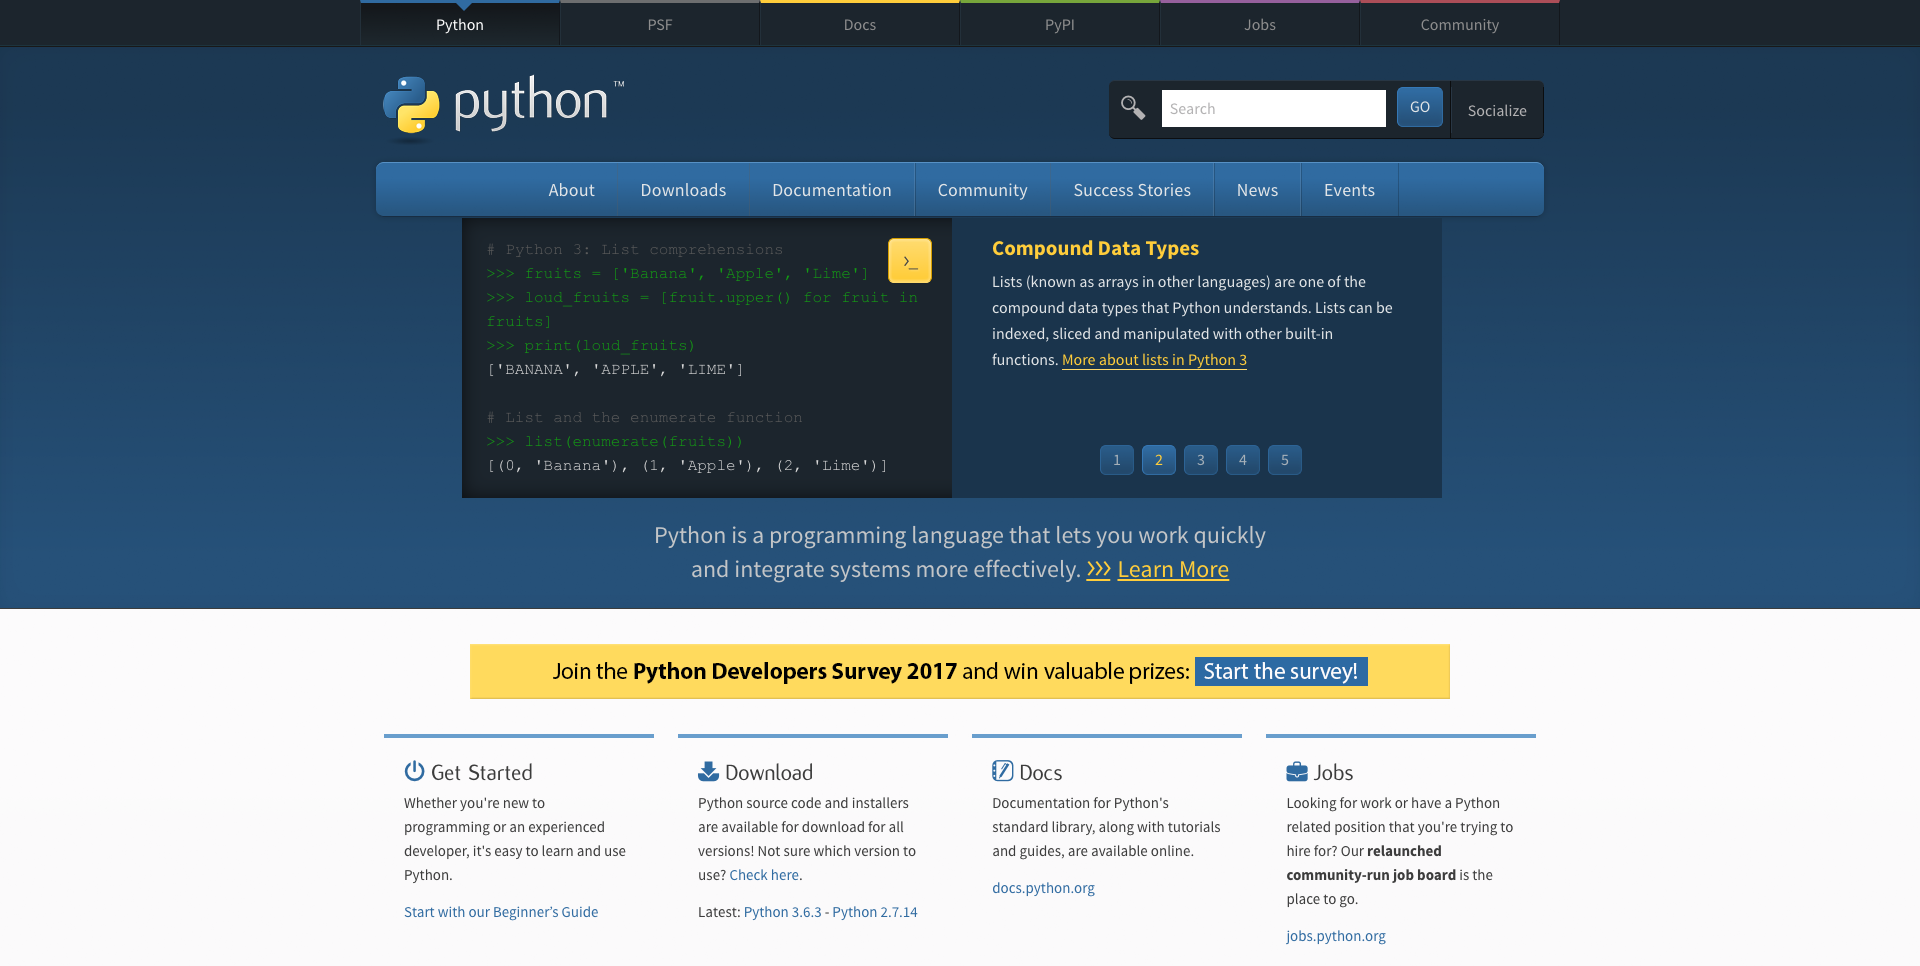 Python
PSF
Docs
PyPI
Jobs
Community
python™
Search
GO
Socialize
About
Downloads
Documentation
Community
Success Stories
News
Events
# Python 3: List comprehensions
>>> fruits = ['Banana', 'Apple', 'Lime']
>>> loud_fruits = [fruit.upper() for fruit in
fruits]
>>> print(loud_fruits)
['BANANA', 'APPLE', 'LIME']
# List and the enumerate function
>>> list(enumerate(fruits))
[(0, 'Banana'), (1, 'Apple'), (2, 'Lime')]
>_
Compound Data Types
Lists (known as arrays in other languages) are one of the
compound data types that Python understands. Lists can be
indexed, sliced and manipulated with other built-in
functions. More about lists in Python 3
1
2
3
4
5
Python is a programming language that lets you work quickly
and integrate systems more effectively. >>> Learn More
Join the Python Developers Survey 2017 and win valuable prizes: Start the survey!
Get Started
Whether you're new to
programming or an experienced
developer, it's easy to learn and use
Python.
Start with our Beginner’s Guide
Download
Python source code and installers
are available for download for all
versions! Not sure which version to
use? Check here.
Latest: Python 3.6.3 - Python 2.7.14
Docs
Documentation for Python's
standard library, along with tutorials
and guides, are available online.
docs.python.org
Jobs
Looking for work or have a Python
related position that you're trying to
hire for? Our relaunched
community-run job board is the
place to go.
jobs.python.org